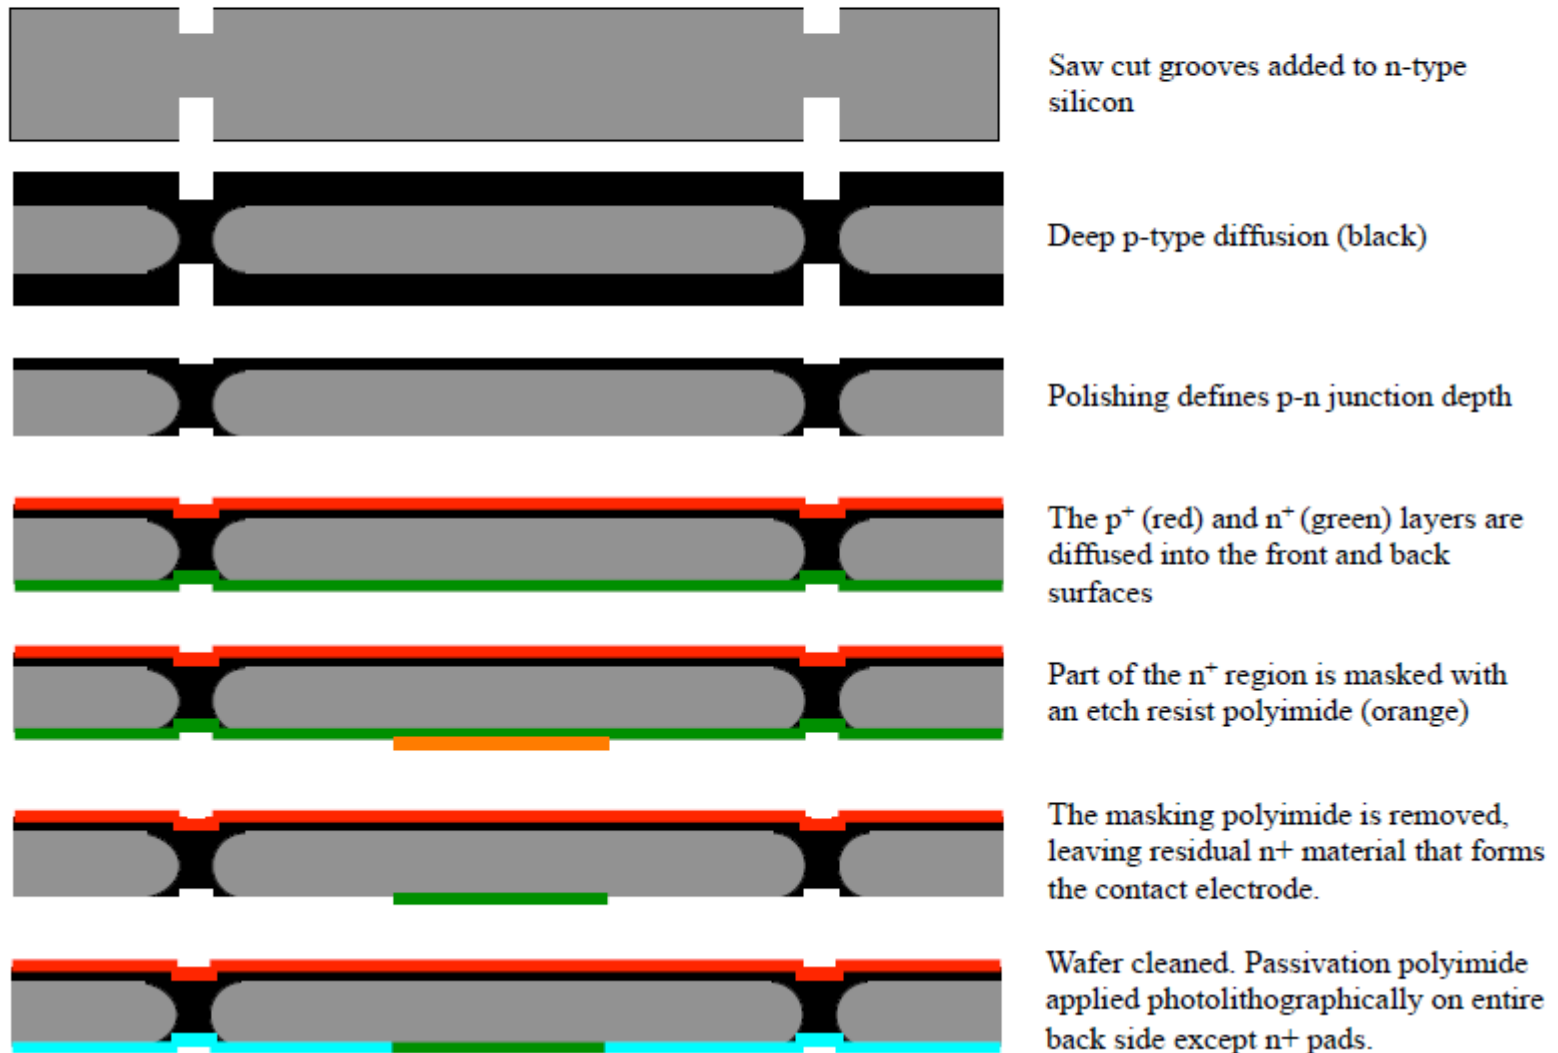 Saw cut grooves added to n-type
silicon
Deep p-type diffusion (black)
Polishing defines p-n junction depth
The p⁺ (red) and n⁺ (green) layers are
diffused into the front and back
surfaces
Part of the n⁺ region is masked with
an etch resist polyimide (orange)
The masking polyimide is removed,
leaving residual n+ material that forms
the contact electrode.
Wafer cleaned. Passivation polyimide
applied photolithographically on entire
back side except n+ pads.